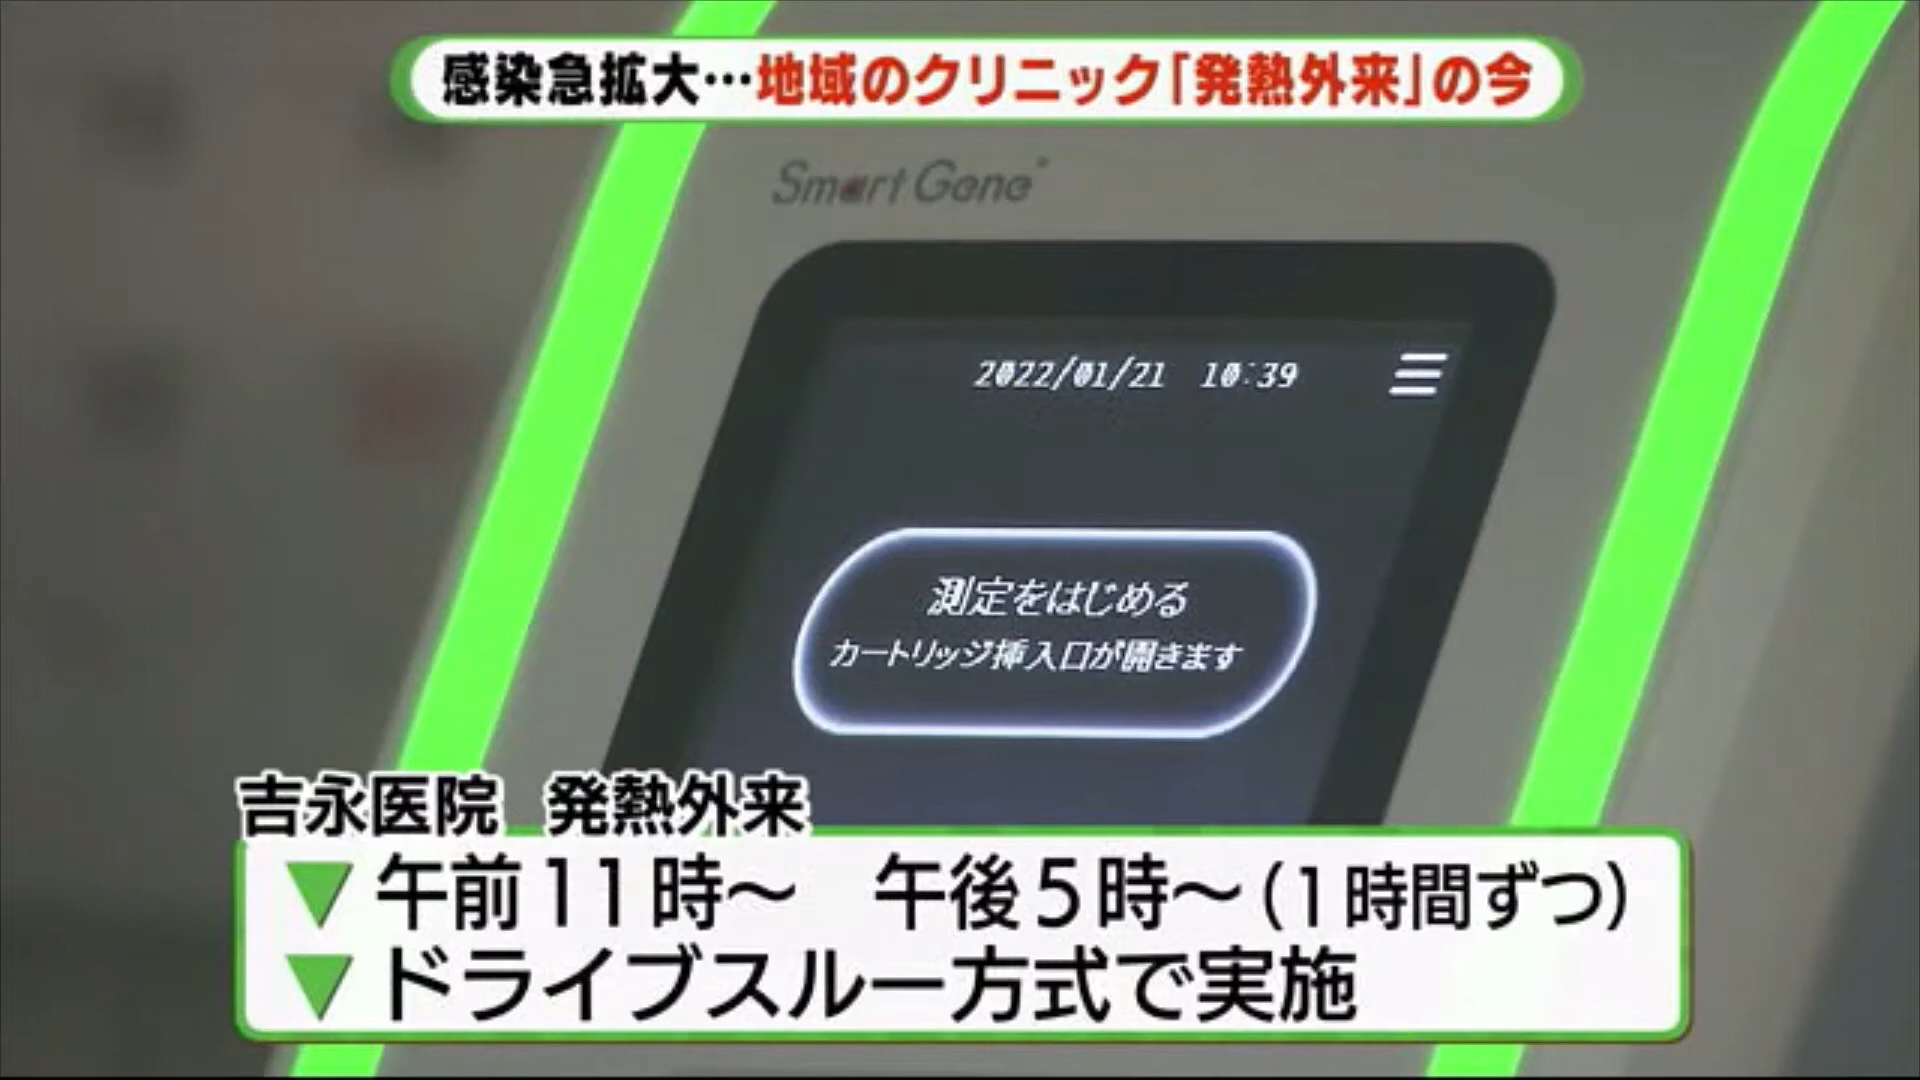 感染急拡大…地域のクリニック「発熱外来」の今
Smart Gene
2022/01/21 10:39
測定をはじめる
カートリッジ挿入口が開きます
吉永医院 発熱外来
▼午前11時～ 午後5時～(1時間ずつ)
▼ドライブスルー方式で実施